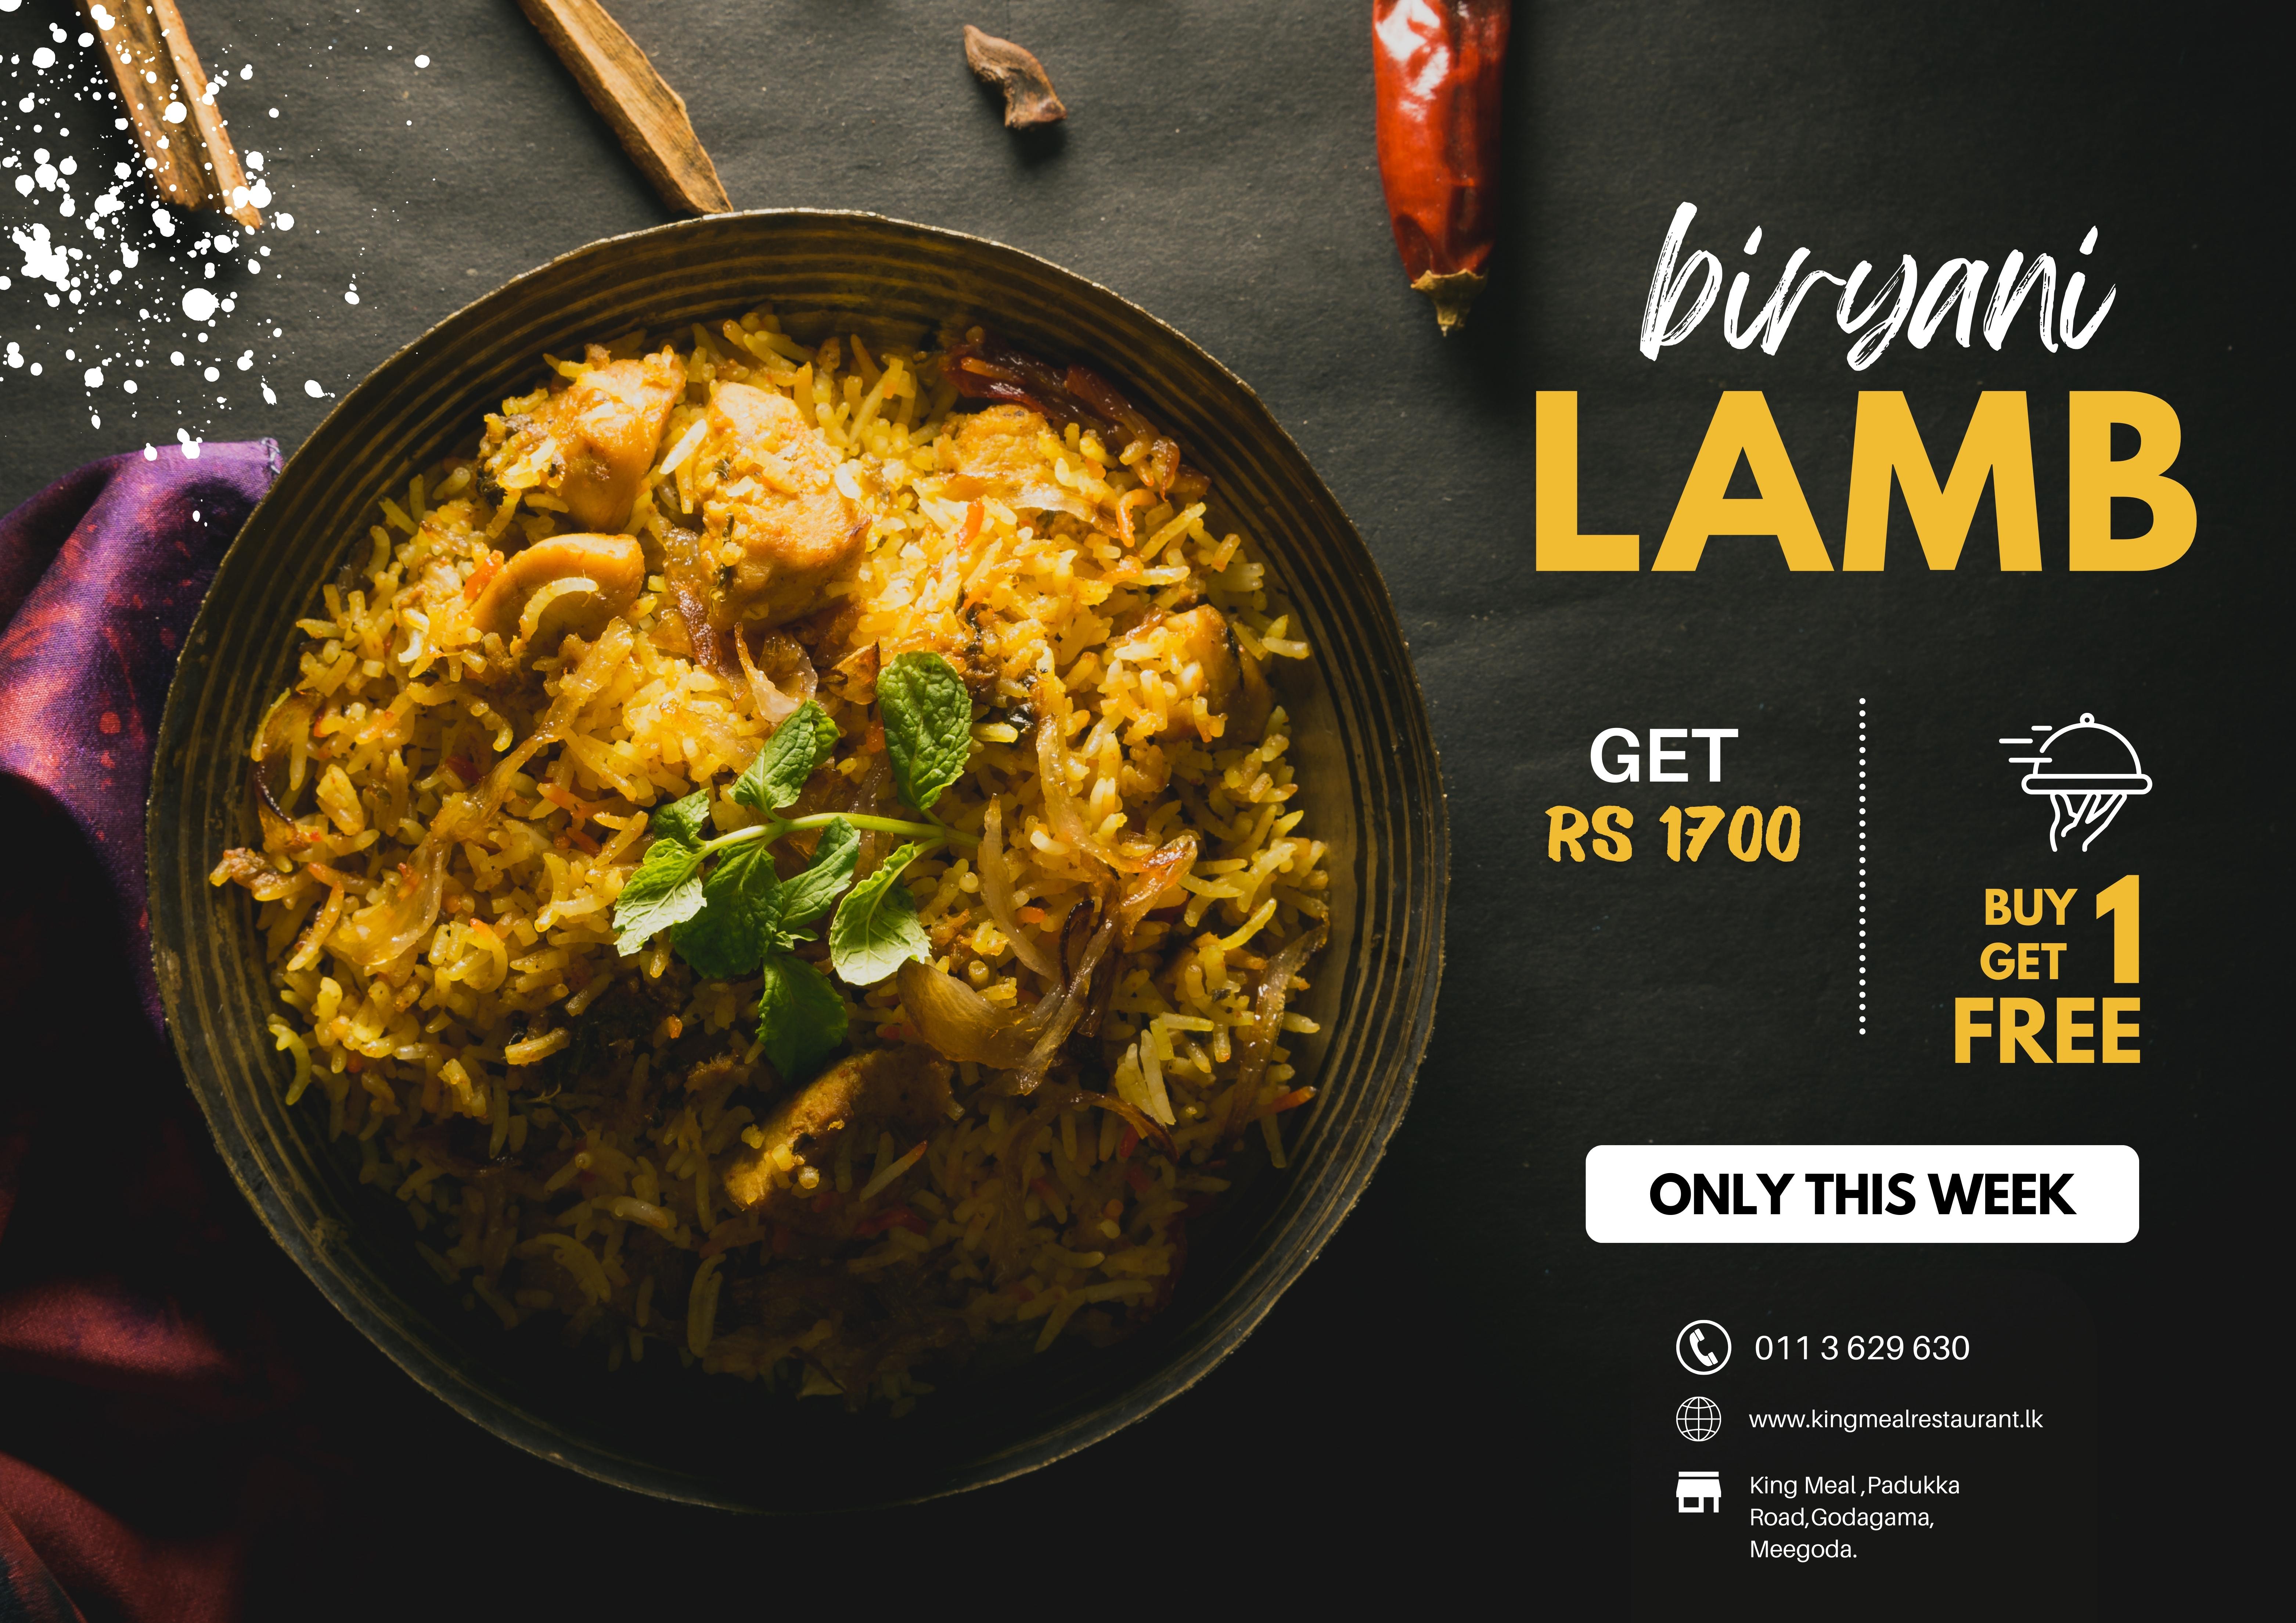 biryani
LAMB
GET
RS 1700
BUY 1
GET
FREE
ONLY THIS WEEK
011 3 629 630
www.kingmealrestaurant.lk
King Meal ,Padukka
Road,Godagama,
Meegoda.